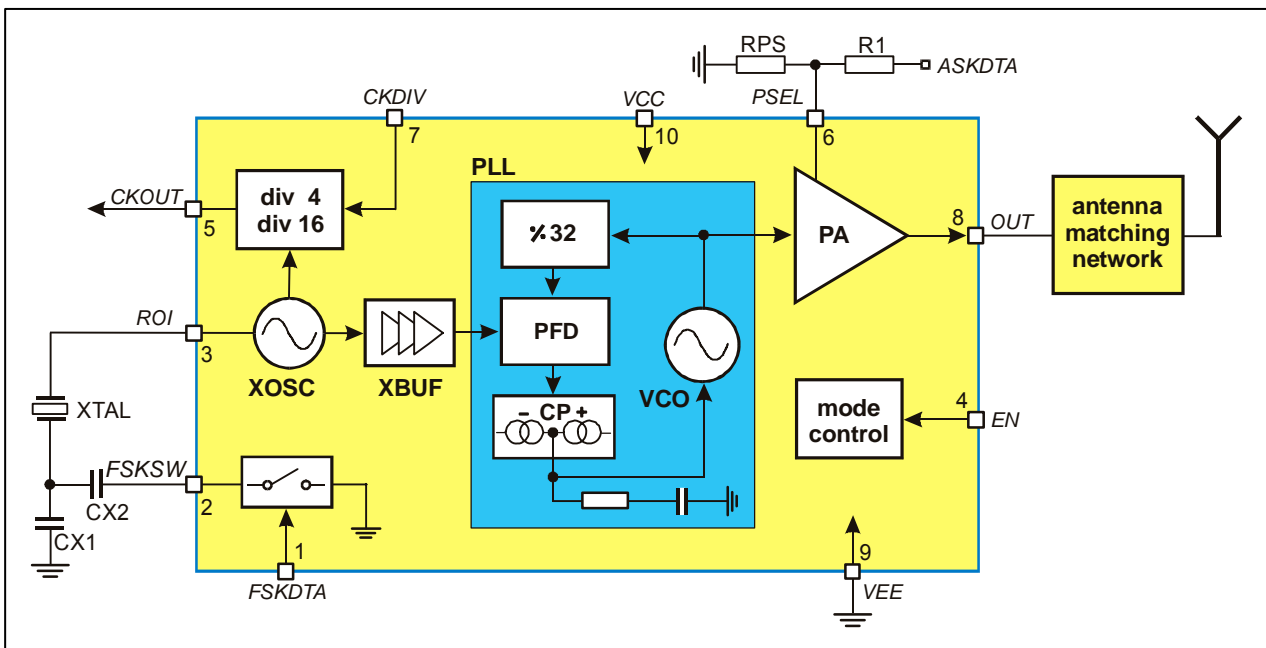 RPS
R1
ASKDTA
CKDIV
VCC
PSEL
7
10
6
PLL
CKOUT
5
div 4
div 16
٪ 32
PA
8
OUT
antenna
matching
network
ROI
3
XOSC
XBUF
PFD
VCO
XTAL
- CP +
mode
control
4
EN
FSKSW
2
CX2
CX1
1
FSKDTA
9
VEE